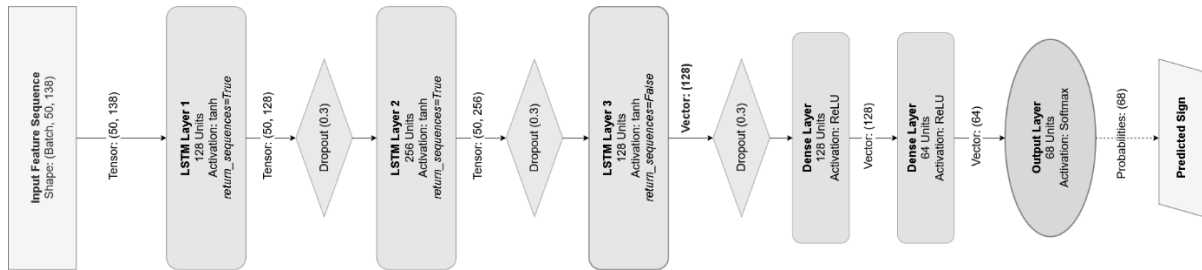 Input Feature Sequence
Shape: (Batch, 50, 138)
Tensor: (50, 138)
LSTM Layer 1
128 Units
Activation: tanh
return_sequences=True
Tensor: (50, 128)
Dropout (0.3)
LSTM Layer 2
256 Units
Activation: tanh
return_sequences=True
Tensor: (50, 256)
Dropout (0.3)
LSTM Layer 3
128 Units
Activation: tanh
return_sequences=False
Vector: (128)
Dropout (0.3)
Dense Layer
128 Units
Activation: ReLU
Vector: (128)
Dense Layer
64 Units
Activation: ReLU
Vector: (64)
Output Layer
68 Units
Activation: Softmax
Probabilities: (68)
Predicted Sign